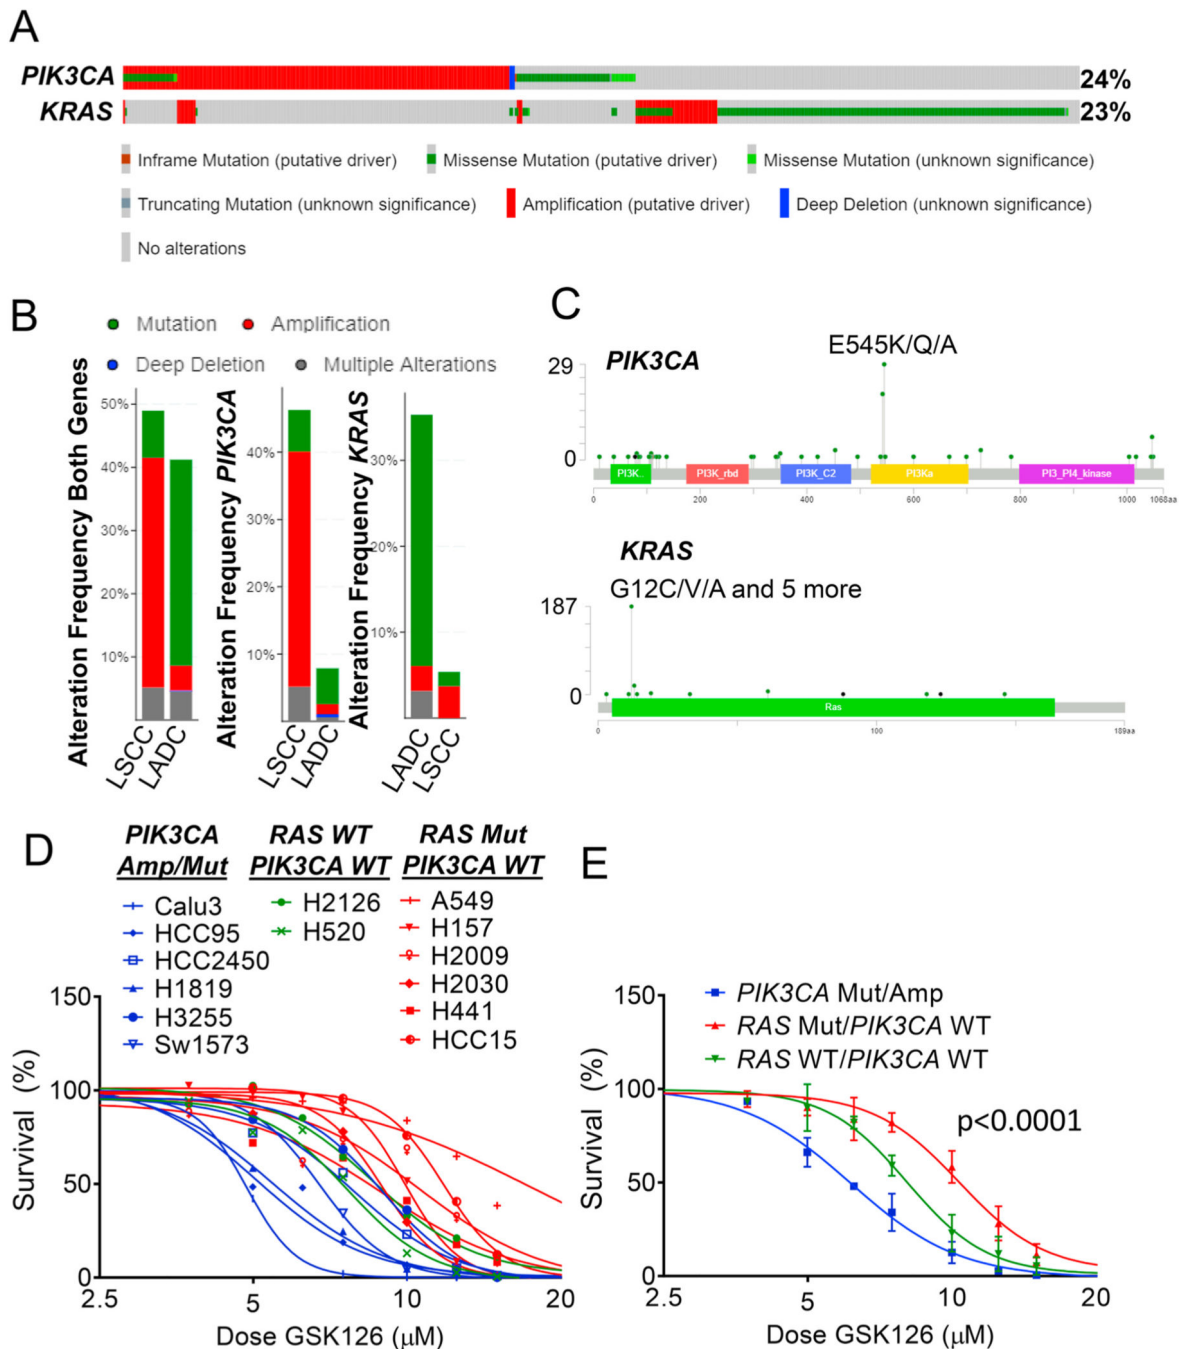 A
PIK3CA 24%
KRAS 23%
Inframe Mutation (putative driver) Missense Mutation (putative driver) Missense Mutation (unknown significance)
Truncating Mutation (unknown significance) Amplification (putative driver) Deep Deletion (unknown significance)
No alterations
B
Mutation Amplification
Deep Deletion Multiple Alterations
Alteration Frequency Both Genes
50%
40%
30%
20%
10%
LSCC
LADC
Alteration Frequency PIK3CA
40%
30%
20%
10%
LSCC
LADC
Alteration Frequency KRAS
30%
20%
10%
LADC
LSCC
C
PIK3CA
E545K/Q/A
29
0
PI3K_ PI3K_rbd PI3K_C2 PI3Ka PI3_PI4_kinase
0 200 400 600 800 1000 1068aa
KRAS
G12C/V/A and 5 more
187
0
Ras
0 100 189aa
D
PIK3CA
Amp/Mut
Calu3
HCC95
HCC2450
H1819
H3255
Sw1573
RAS WT
PIK3CA WT
H2126
H520
RAS Mut
PIK3CA WT
A549
H157
H2009
H2030
H441
HCC15
Survival (%)
150
100
50
0
2.5 5 10 20
Dose GSK126 (μM)
E
PIK3CA Mut/Amp
RAS Mut/PIK3CA WT
RAS WT/PIK3CA WT
p<0.0001
Survival (%)
150
100
50
0
2.5 5 10 20
Dose GSK126 (μM)